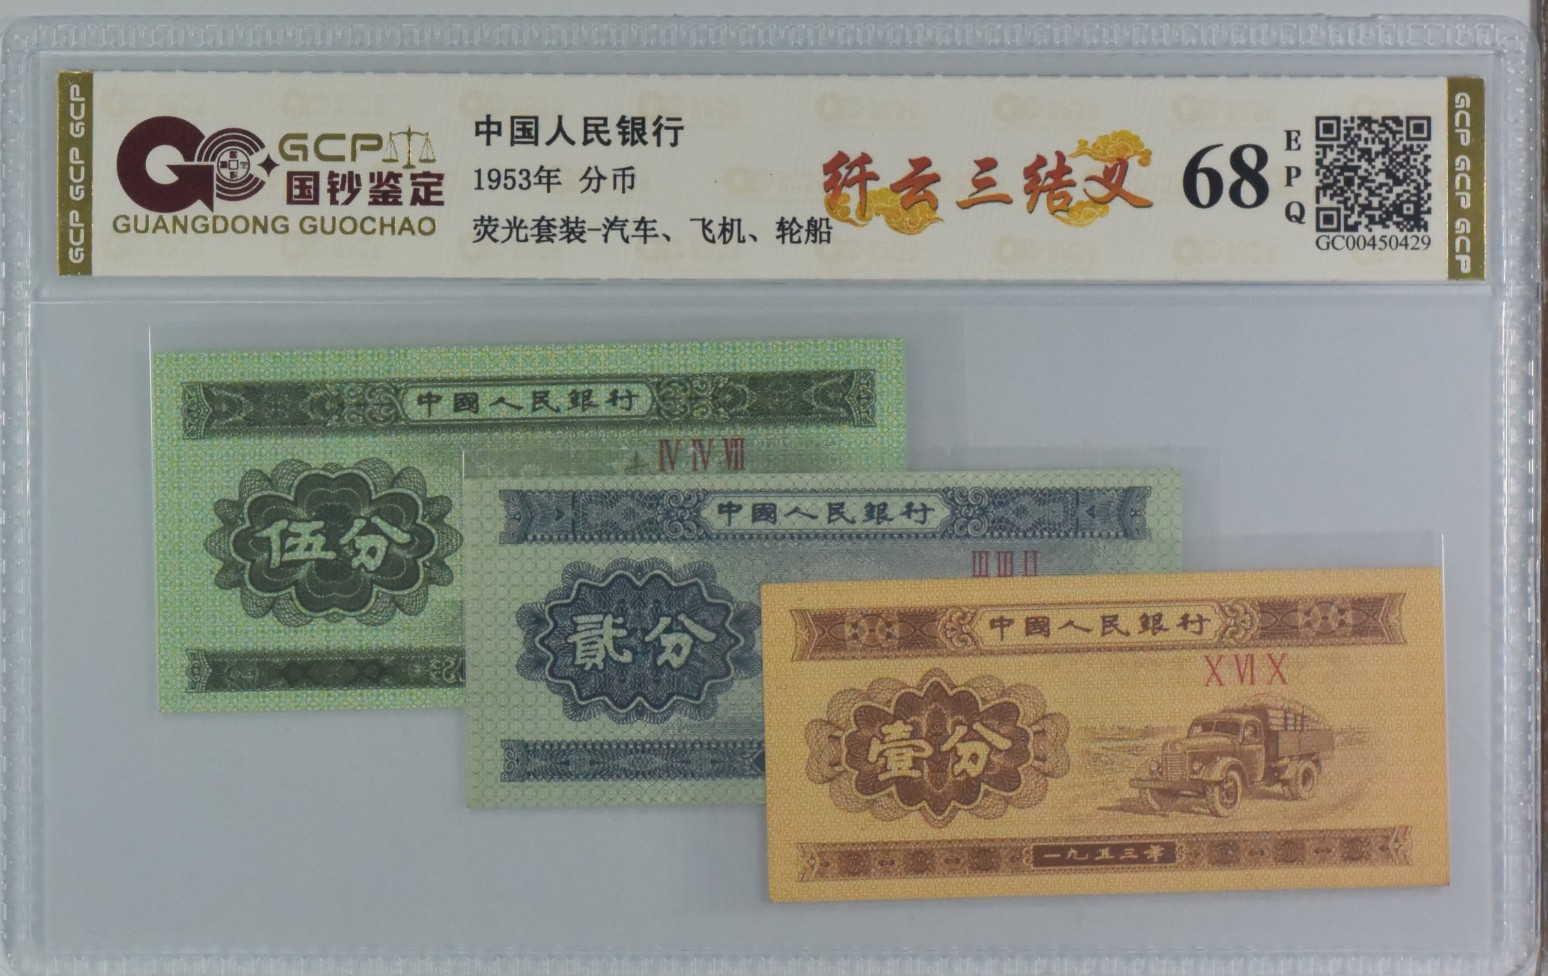 GCP GCP GCP
GCP
国钞鉴定
GUANGDONG GUOCHAO
中国人民银行
1953年 分币
荧光套装-汽车、飞机、轮船
纤云三结义
68
EPQ
GC00450429
GCP GCP GCP
中國人民銀行
IV IV VII
伍分
中國人民銀行
III III II
貳分
中國人民銀行
X VI X
壹分
一九五三年